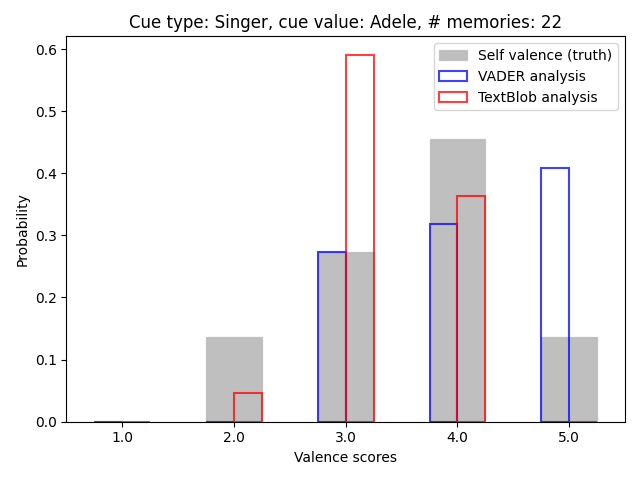 Cue type: Singer, cue value: Adele, # memories: 22
Self valence (truth)
VADER analysis
TextBlob analysis
Probability
0.6
0.5
0.4
0.3
0.2
0.1
0.0
1.0 2.0 3.0 4.0 5.0
Valence scores